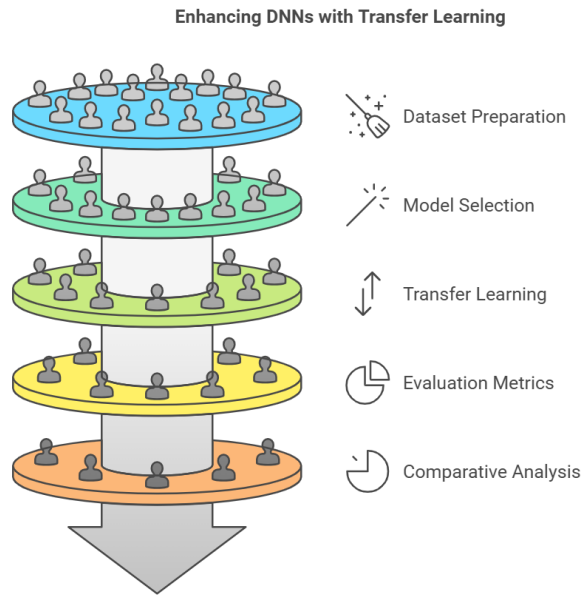 Enhancing DNNs with Transfer Learning
Dataset Preparation
Model Selection
Transfer Learning
Evaluation Metrics
Comparative Analysis